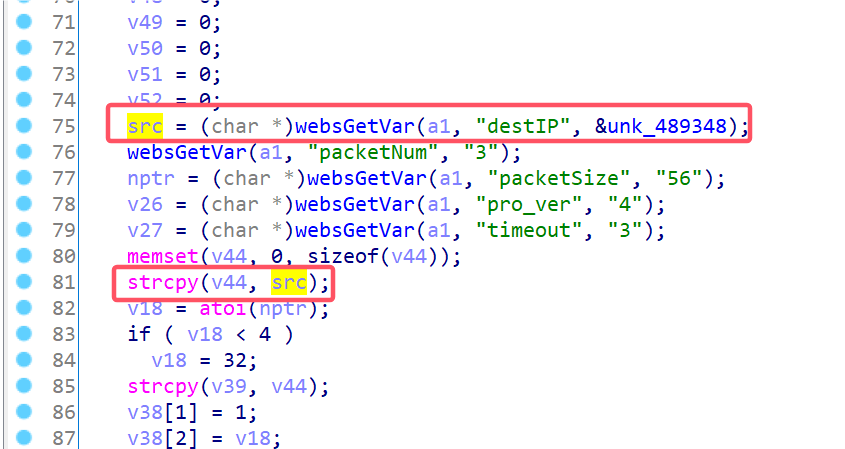 71 v49 = 0;
72 v50 = 0;
73 v51 = 0;
74 v52 = 0;
75 src = (char *)websGetVar(a1, "destIP", &unk_489348);
76 websGetVar(a1, "packetNum", "3");
77 nptr = (char *)websGetVar(a1, "packetSize", "56");
78 v26 = (char *)websGetVar(a1, "pro_ver", "4");
79 v27 = (char *)websGetVar(a1, "timeout", "3");
80 memset(v44, 0, sizeof(v44));
81 strcpy(v44, src);
82 v18 = atoi(nptr);
83 if ( v18 < 4 )
84 v18 = 32;
85 strcpy(v39, v44);
86 v38[1] = 1;
87 v38[2] = v18;